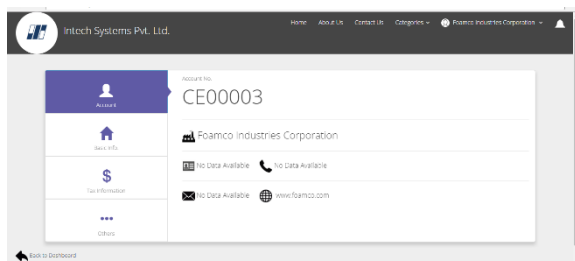 Intech Systems Pvt. Ltd.
Home About Us Contact Us Categories Foamco Industries Corporation
Account
Account No.
CE00003
Foamco Industries Corporation
Basic Info
No Data Available No Data Available
Tax Information
No Data Available www.foamco.com
Others
Back to Dashboard